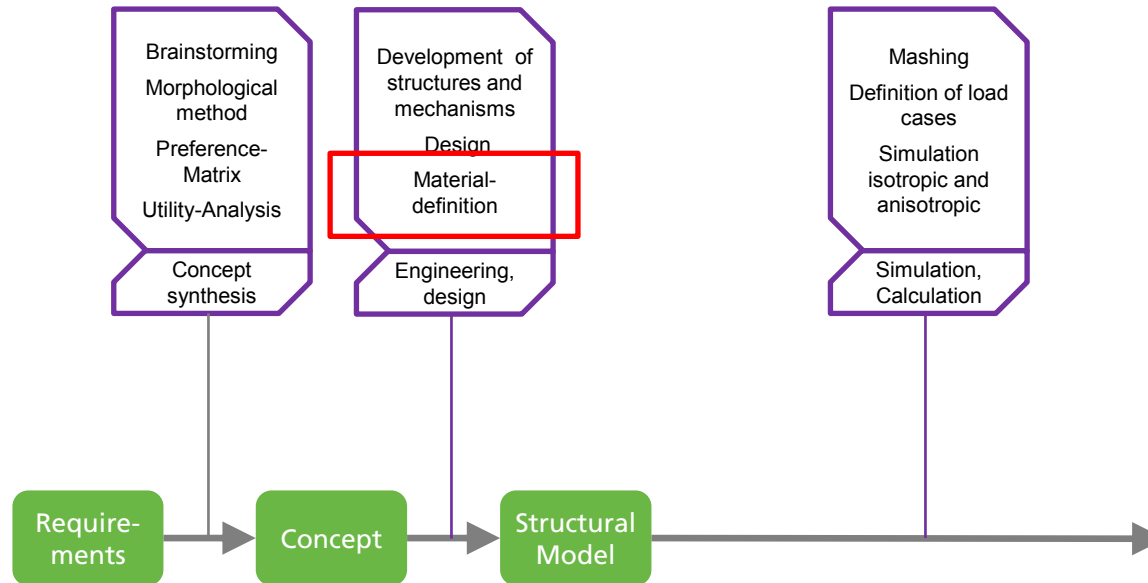 Brainstorming
Morphological
method
Preference-
Matrix
Utility-Analysis
Concept
synthesis
Development of
structures and
mechanisms
Design
Material-
definition
Engineering,
design
Mashing
Definition of load
cases
Simulation
isotropic and
anisotropic
Simulation,
Calculation
Require-
ments
Concept
Structural
Model